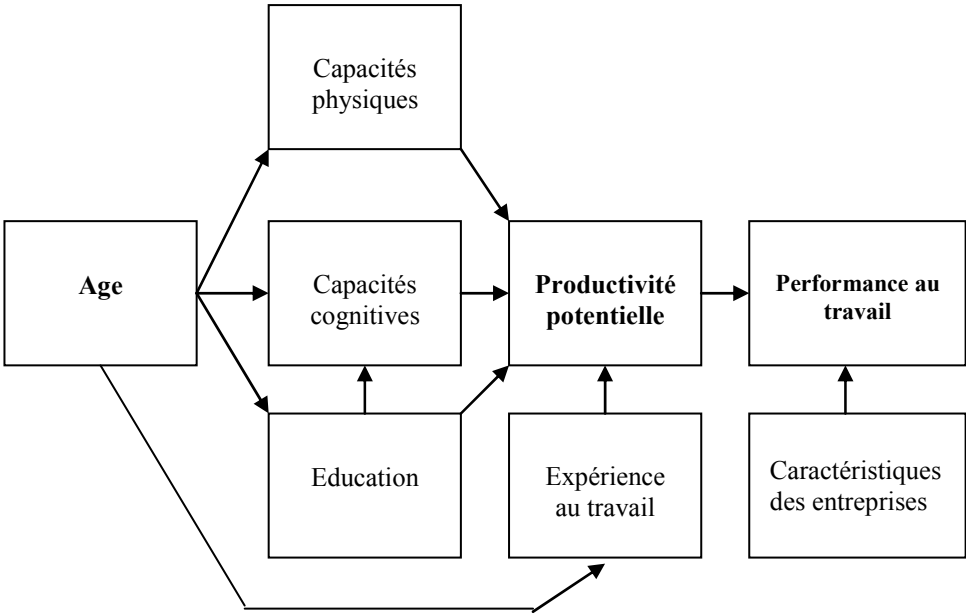 Capacités
physiques
Age
Capacités
cognitives
Productivité
potentielle
Performance au
travail
Education
Expérience
au travail
Caractéristiques
des entreprises